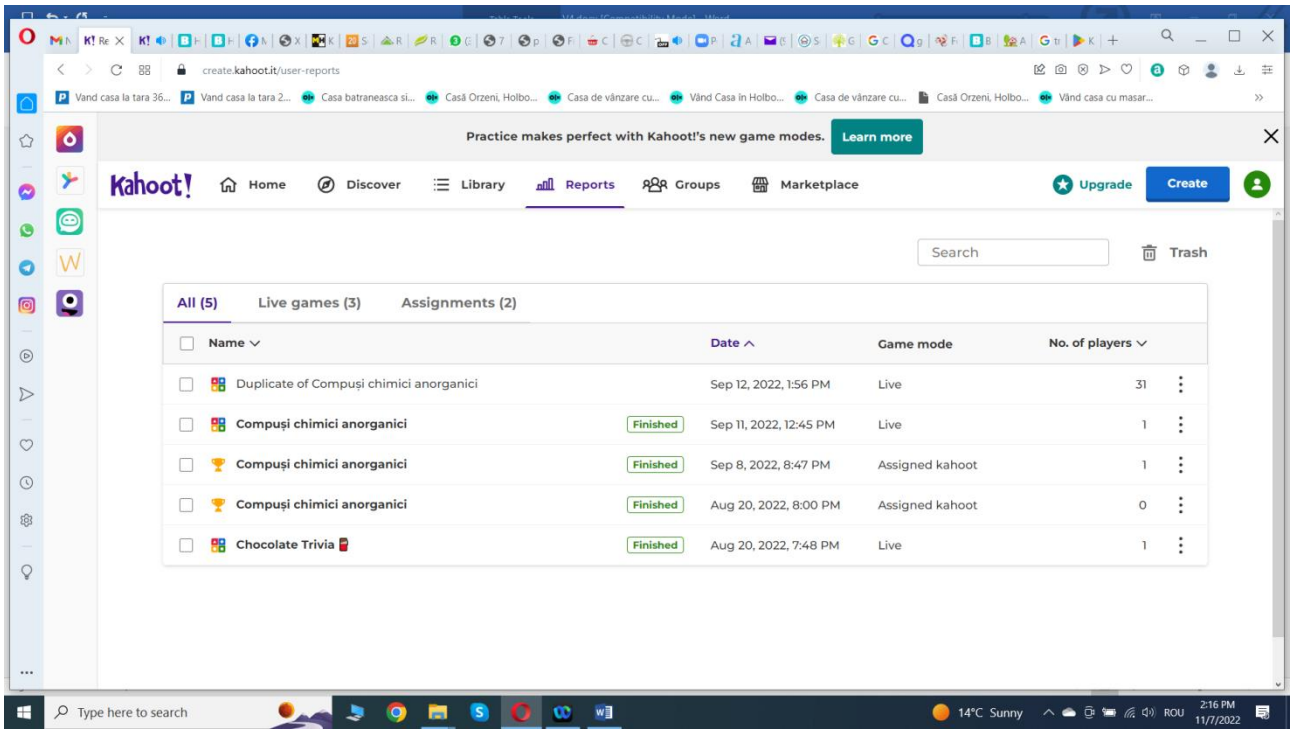 Table Tools V4.docx [Compatibility Mode] - Word
create.kahoot.it/user-reports
Vand casa la tara 36... Vand casa la tara 2... Casa batraneasca si... Casă Orzeni, Holbo... Casa de vânzare cu... Vând Casa în Holbo... Casa de vânzare cu... Casă Orzeni, Holbo... Vând casa cu masar...
Practice makes perfect with Kahoot!'s new game modes. Learn more
Kahoot! Home Discover Library Reports Groups Marketplace Upgrade Create
Search Trash
All (5) Live games (3) Assignments (2)
Name Date Game mode No. of players
Duplicate of Compuși chimici anorganici Sep 12, 2022, 1:56 PM Live 31
Compuși chimici anorganici Finished Sep 11, 2022, 12:45 PM Live 1
Compuși chimici anorganici Finished Sep 8, 2022, 8:47 PM Assigned kahoot 1
Compuși chimici anorganici Finished Aug 20, 2022, 8:00 PM Assigned kahoot 0
Chocolate Trivia Finished Aug 20, 2022, 7:48 PM Live 1
Type here to search 14°C Sunny ROU 2:16 PM
11/7/2022